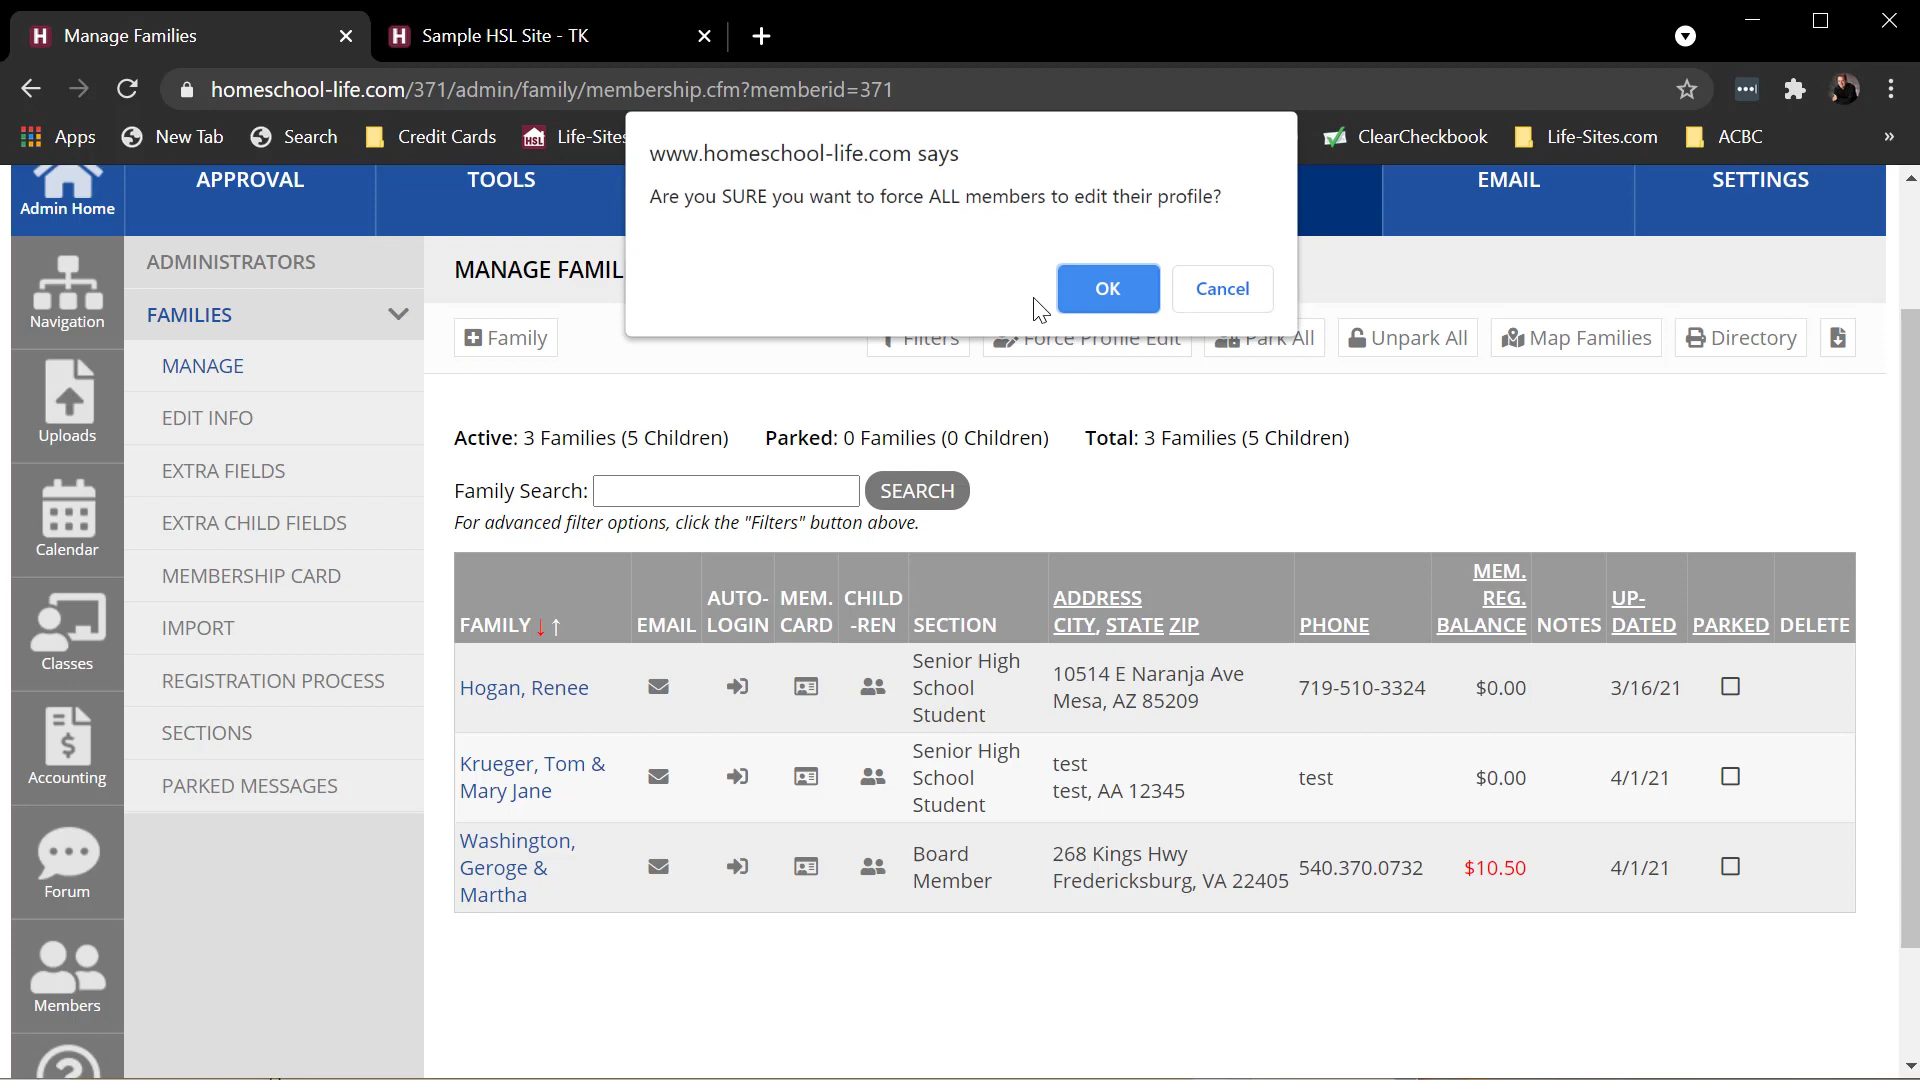 Manage Families
Sample HSL Site - TK
homeschool-life.com/371/admin/family/membership.cfm?memberid=371
Apps
New Tab
Search
Credit Cards
Life-Sites
ClearCheckbook
Life-Sites.com
ACBC
»
www.homeschool-life.com says
Are you SURE you want to force ALL members to edit their profile?
OK
Cancel
Admin Home
APPROVAL
TOOLS
EMAIL
SETTINGS
Navigation
Uploads
Calendar
Classes
Accounting
Forum
Members
ADMINISTRATORS
FAMILIES
MANAGE
EDIT INFO
EXTRA FIELDS
EXTRA CHILD FIELDS
MEMBERSHIP CARD
IMPORT
REGISTRATION PROCESS
SECTIONS
PARKED MESSAGES
MANAGE FAMIL
Family
Filters
Force Profile Edit
Park All
Unpark All
Map Families
Directory
Active: 3 Families (5 Children) Parked: 0 Families (0 Children) Total: 3 Families (5 Children)
Family Search:
SEARCH
For advanced filter options, click the "Filters" button above.
FAMILY ↓ ↑
EMAIL
AUTO-
LOGIN
MEM.
CARD
CHILD
-REN
SECTION
ADDRESS
CITY, STATE ZIP
PHONE
MEM.
REG.
BALANCE
NOTES
UP-
DATED
PARKED
DELETE
Hogan, Renee
Senior High
School
Student
10514 E Naranja Ave
Mesa, AZ 85209
719-510-3324
$0.00
3/16/21
Krueger, Tom &
Mary Jane
Senior High
School
Student
test
test, AA 12345
test
$0.00
4/1/21
Washington,
Geroge &
Martha
Board
Member
268 Kings Hwy
Fredericksburg, VA 22405
540.370.0732
$10.50
4/1/21